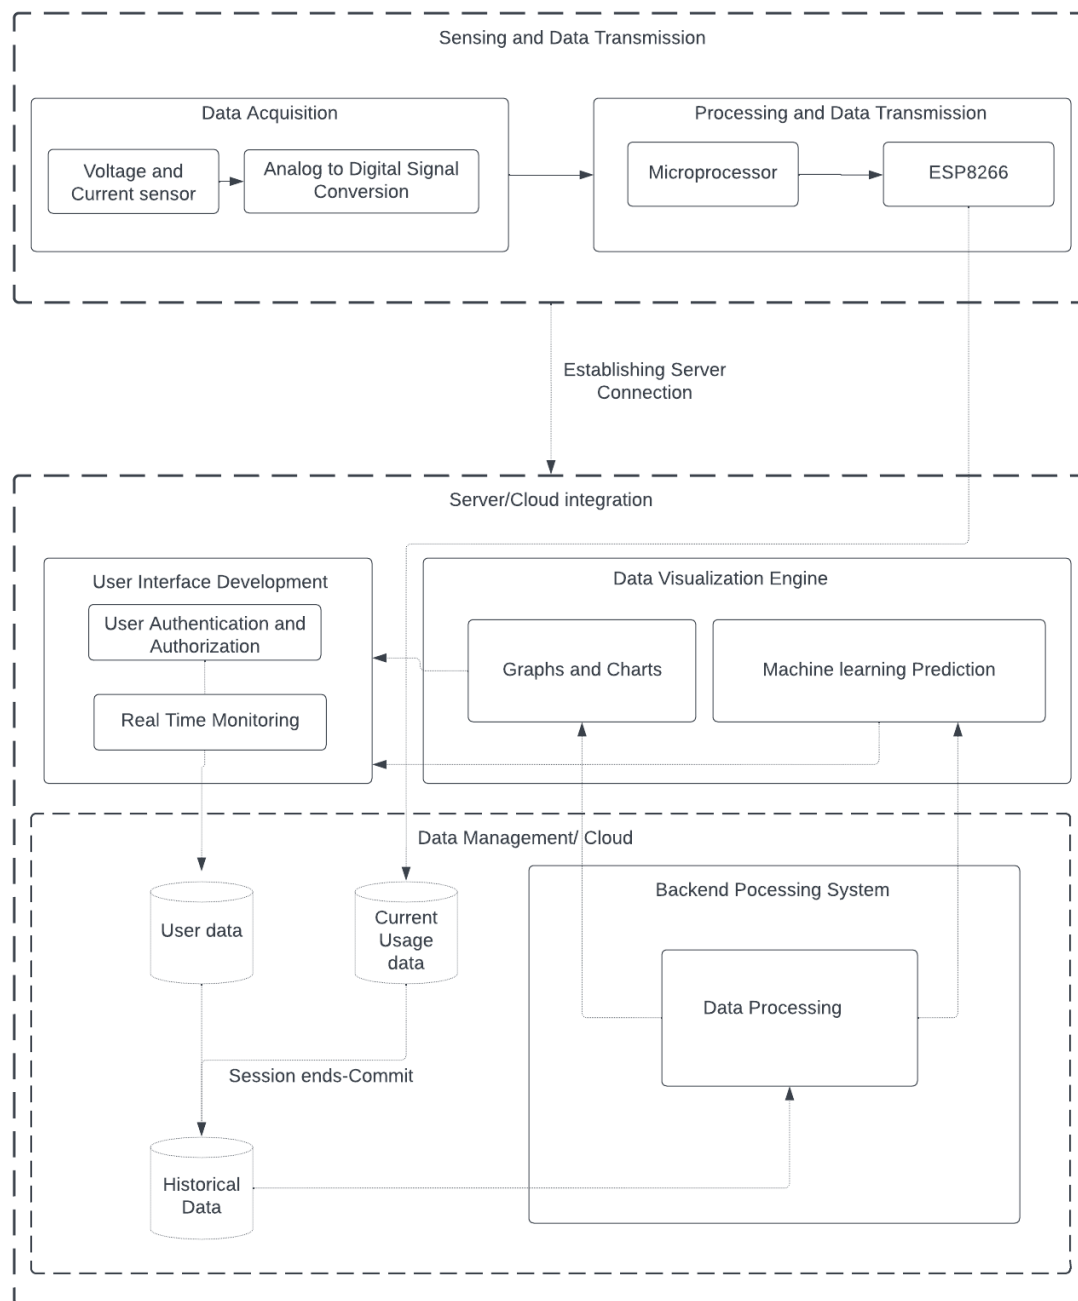 Sensing and Data Transmission
Data Acquisition
Voltage and
Current sensor
Analog to Digital Signal
Conversion
Processing and Data Transmission
Microprocessor
ESP8266
Establishing Server
Connection
Server/Cloud integration
User Interface Development
User Authentication and
Authorization
Real Time Monitoring
Data Visualization Engine
Graphs and Charts
Machine learning Prediction
Data Management/ Cloud
User data
Current
Usage
data
Session ends-Commit
Historical
Data
Backend Pocessing System
Data Processing